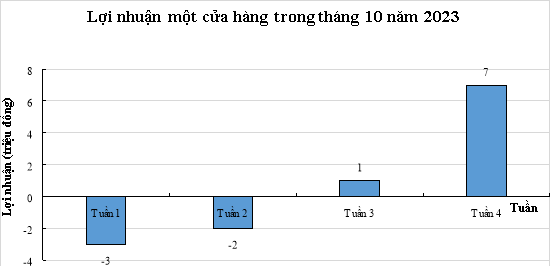 Lợi nhuận một cửa hàng trong tháng 10 năm 2023
Lợi nhuận (triệu đồng)
8
6
4
2
0
-2
-4
Tuần 1
Tuần 2
Tuần 3
Tuần 4
Tuần
-3
-2
1
7